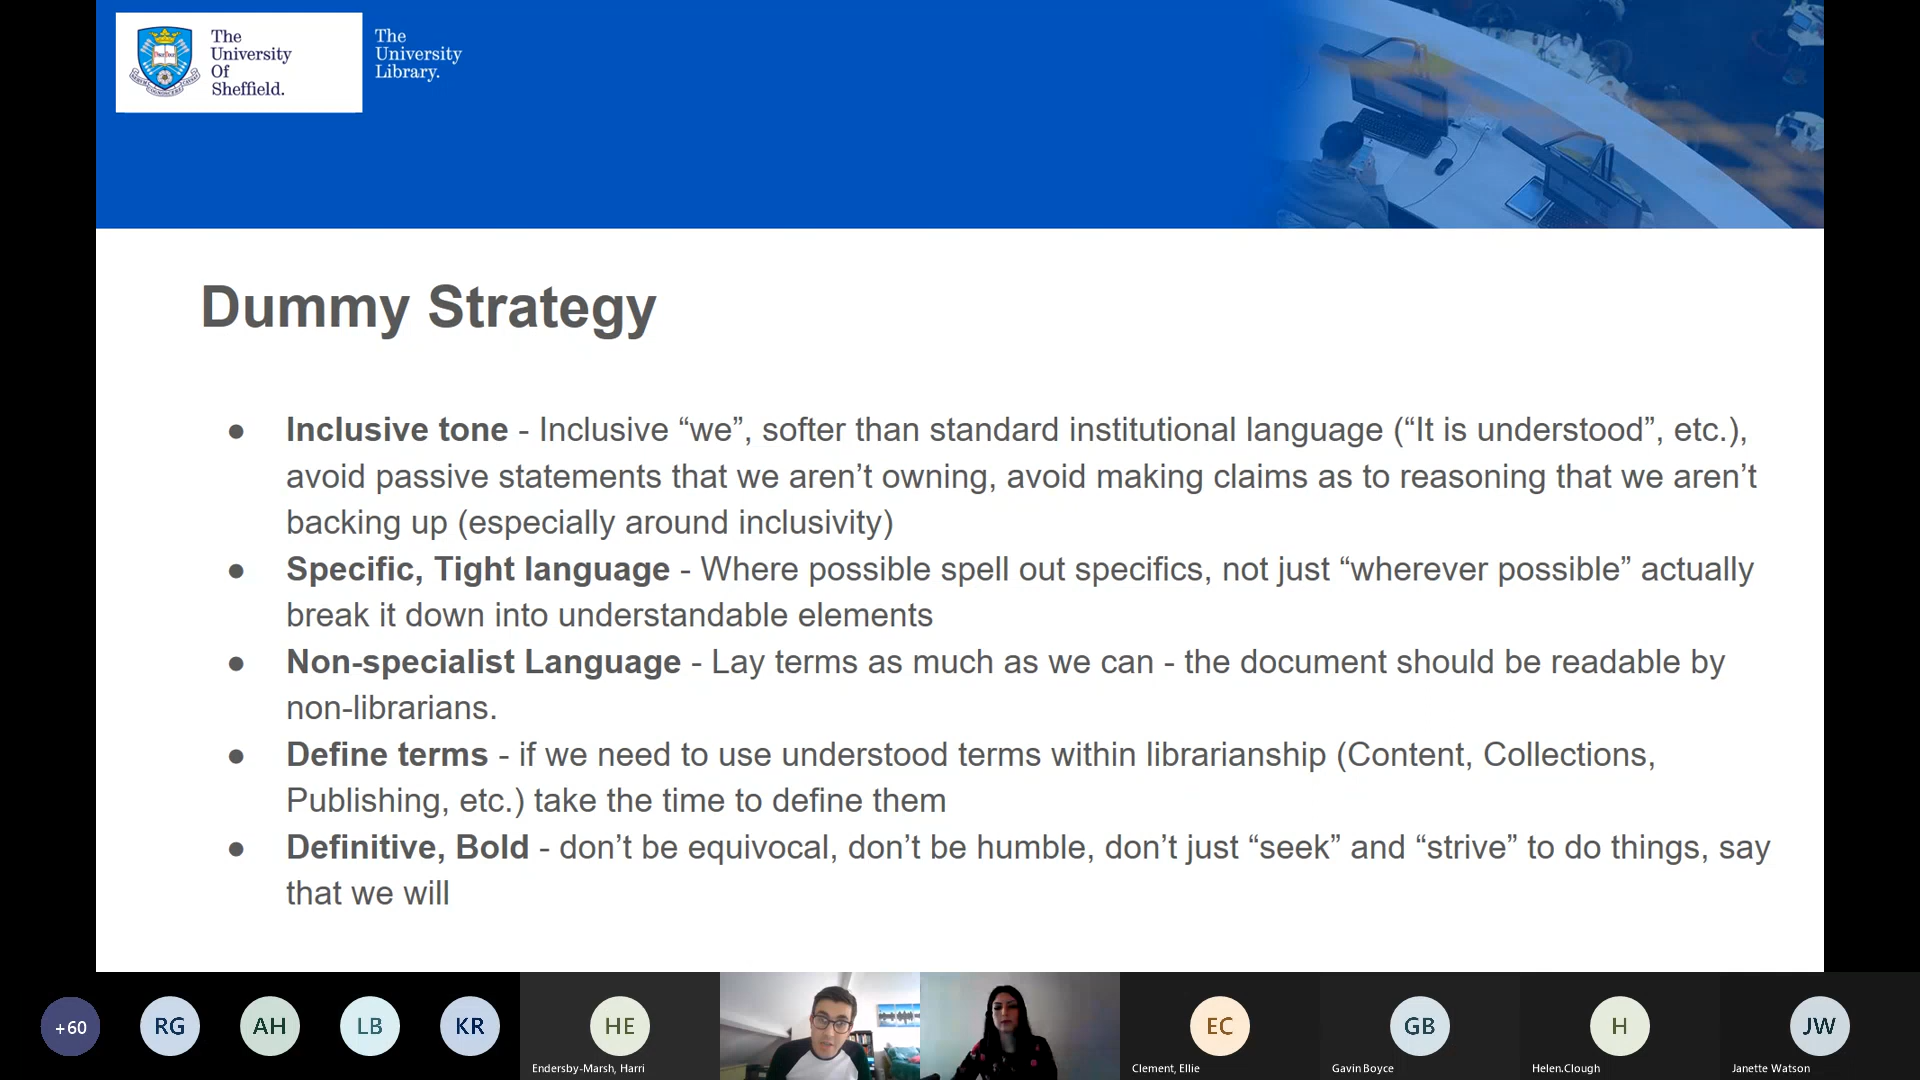 The
University
Of
Sheffield.
The
University
Library.
Dummy Strategy
● Inclusive tone - Inclusive “we”, softer than standard institutional language (“It is understood”, etc.),
avoid passive statements that we aren’t owning, avoid making claims as to reasoning that we aren’t
backing up (especially around inclusivity)
● Specific, Tight language - Where possible spell out specifics, not just “wherever possible” actually
break it down into understandable elements
● Non-specialist Language - Lay terms as much as we can - the document should be readable by
non-librarians.
● Define terms - if we need to use understood terms within librarianship (Content, Collections,
Publishing, etc.) take the time to define them
● Definitive, Bold - don’t be equivocal, don’t be humble, don’t just “seek” and “strive” to do things, say
that we will
+60
RG
AH
LB
KR
HE
EC
GB
H
JW
Endersby-Marsh, Harri
Clement, Ellie
Gavin Boyce
Helen.Clough
Janette Watson